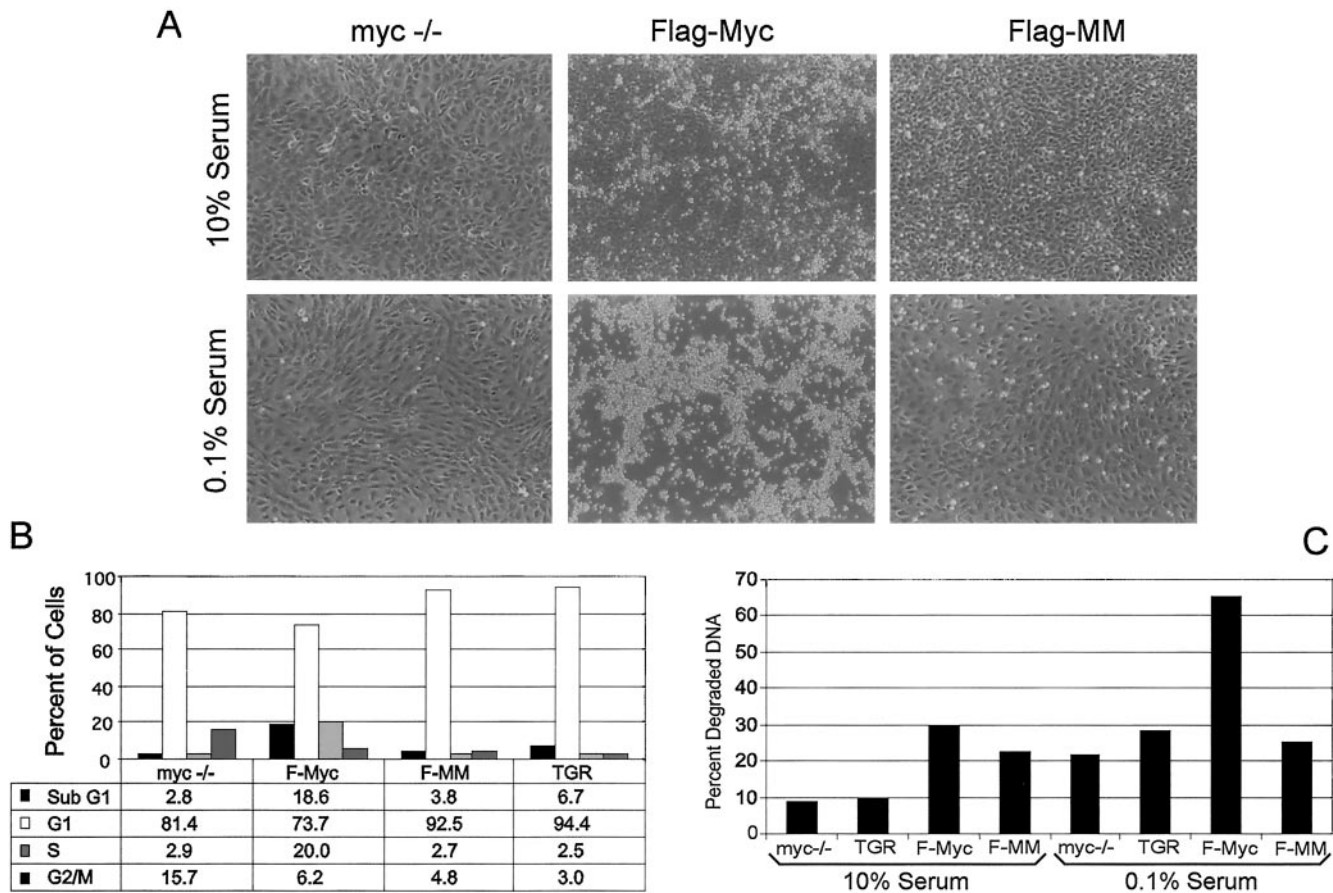 A
myc -/-
Flag-Myc
Flag-MM
10% Serum
0.1% Serum
B
Percent of Cells
100
80
60
40
20
0
myc -/- F-Myc F-MM TGR
Sub G1 2.8 18.6 3.8 6.7
G1 81.4 73.7 92.5 94.4
S 2.9 20.0 2.7 2.5
G2/M 15.7 6.2 4.8 3.0
C
Percent Degraded DNA
70
60
50
40
30
20
10
0
myc-/- TGR F-Myc F-MM myc-/- TGR F-Myc F-MM
10% Serum 0.1% Serum